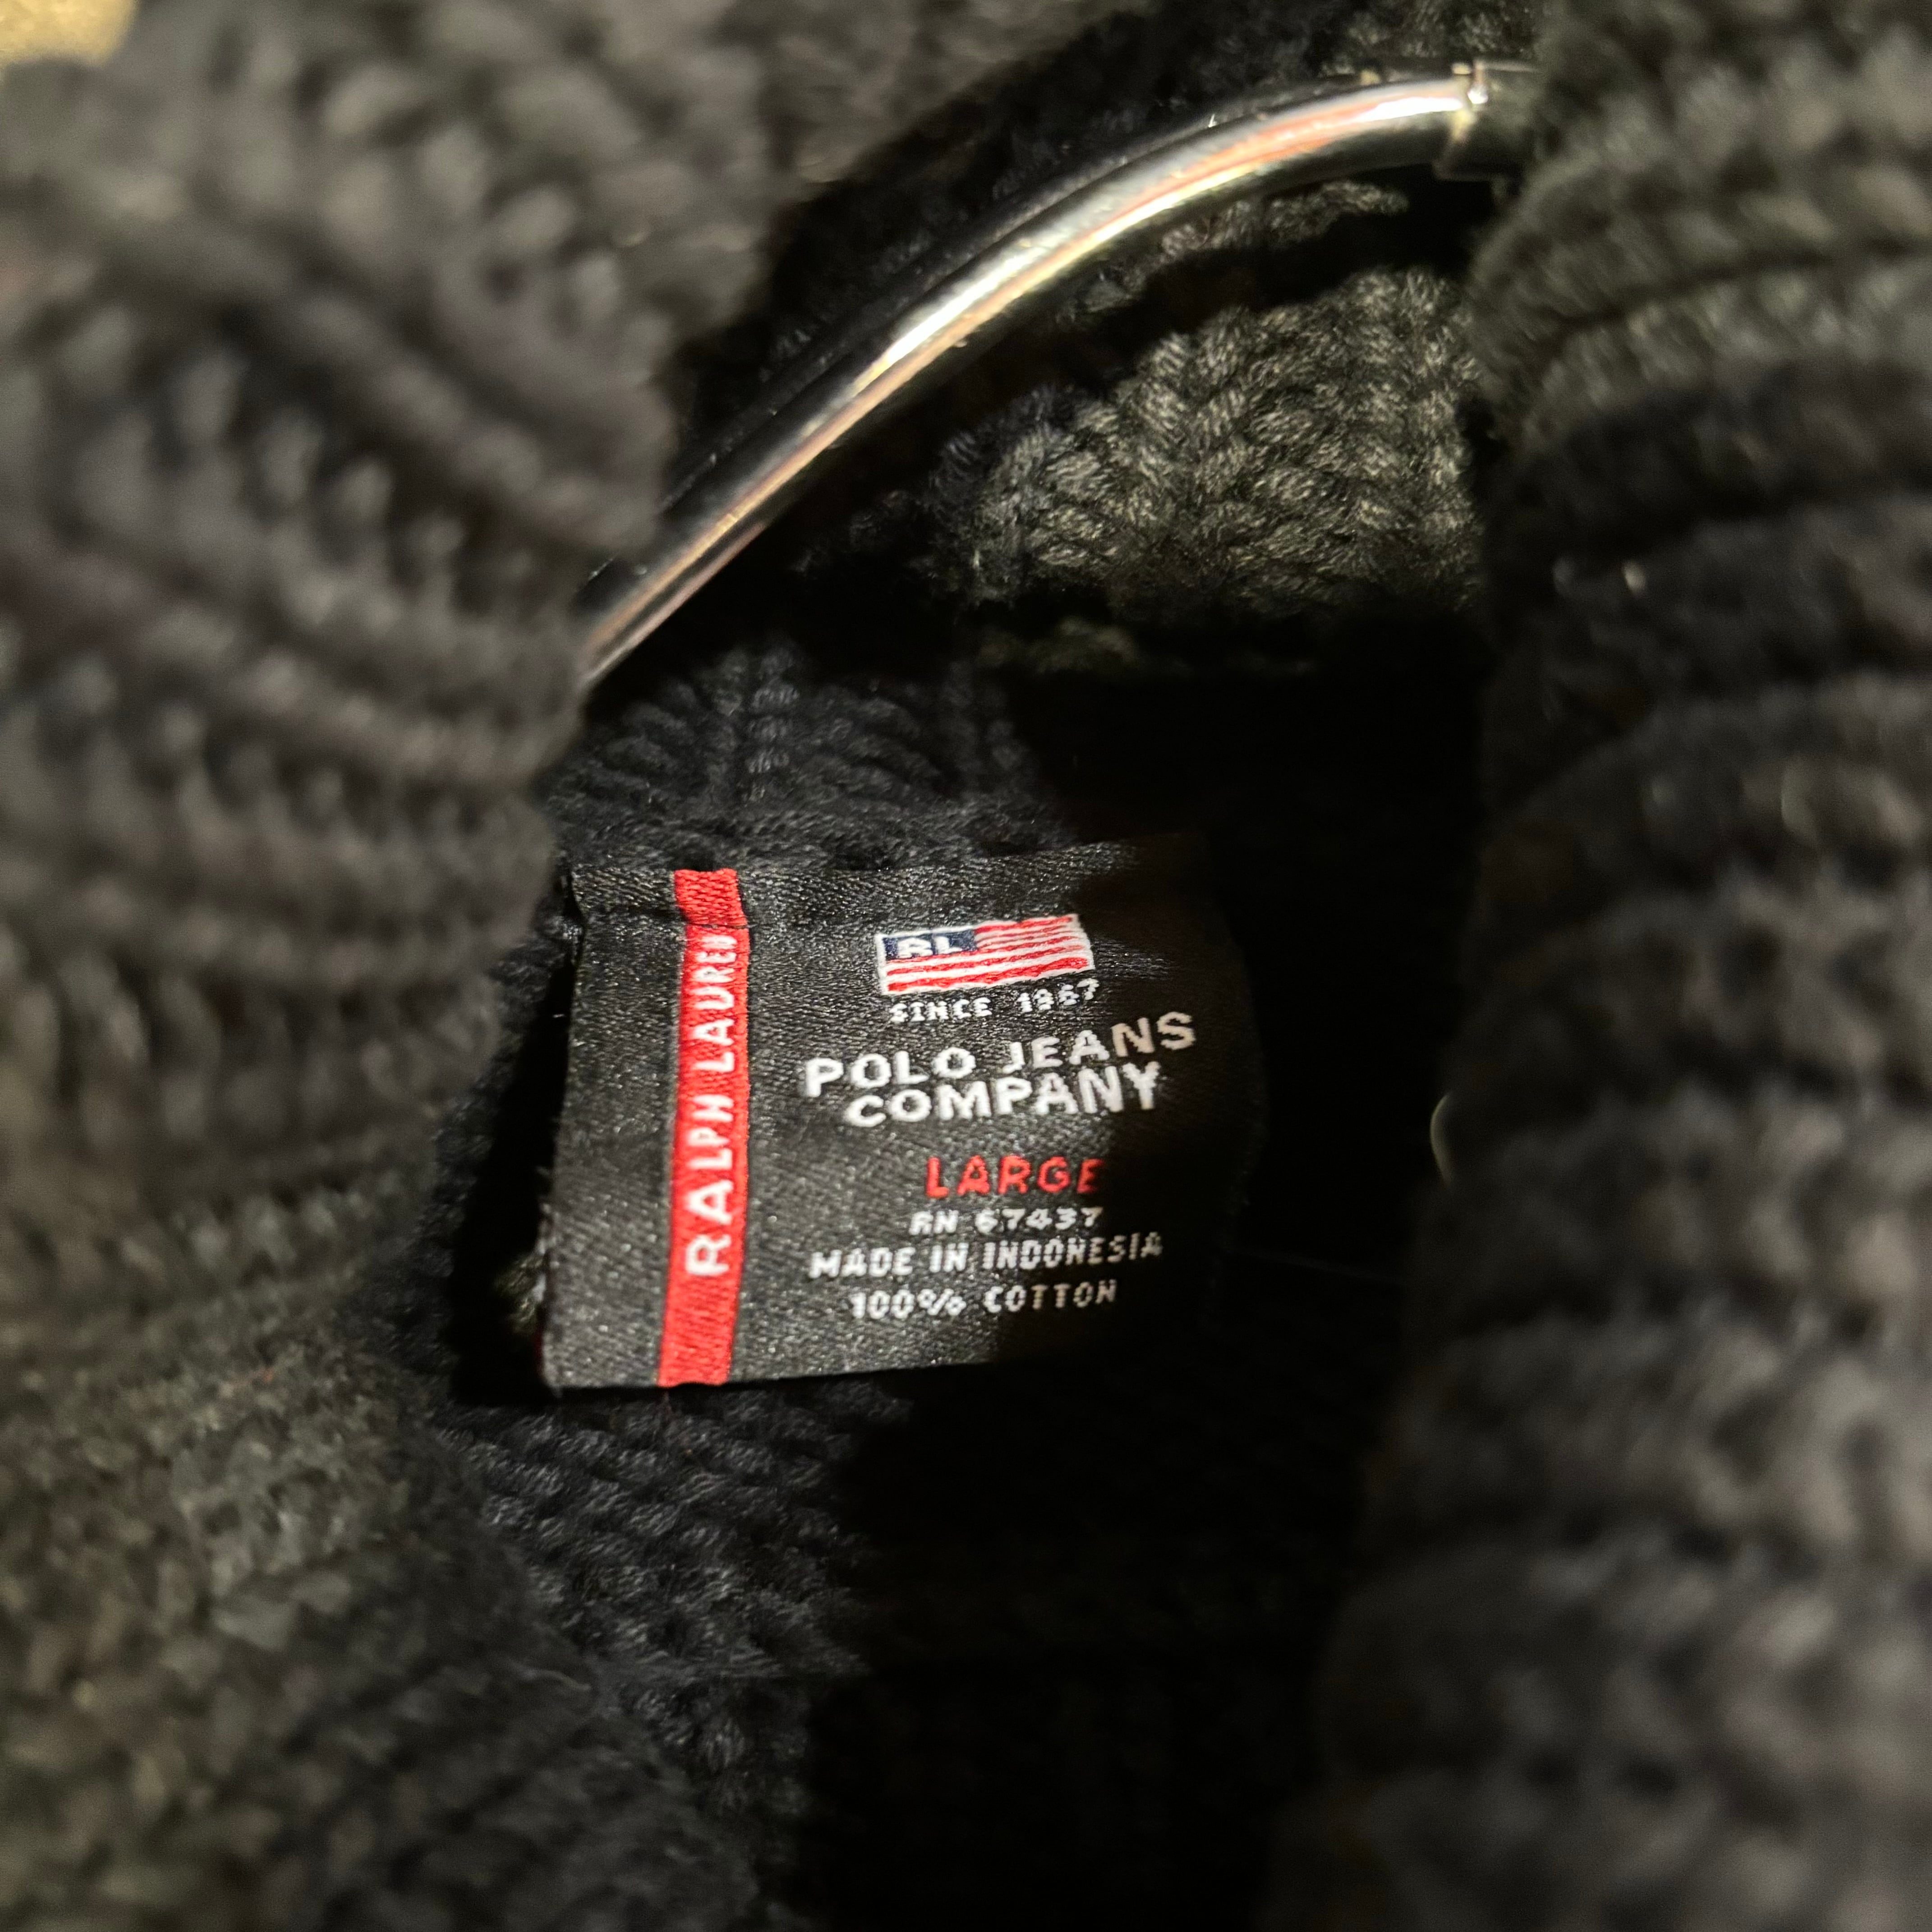 RALPH LAUREN
RL
SINCE 1967
POLO JEANS
COMPANY
LARGE
RN 67437
MADE IN INDONESIA
100% COTTON